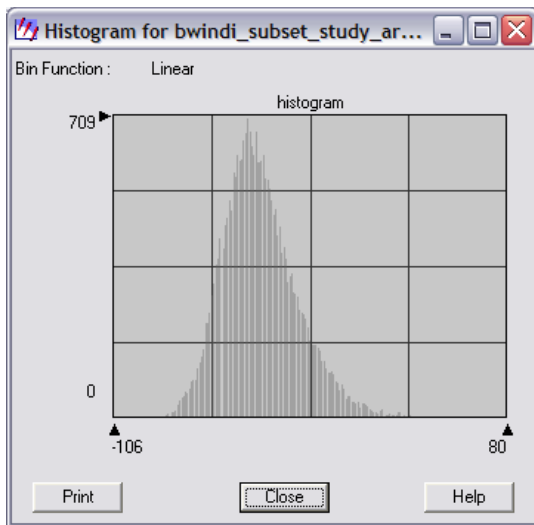 Histogram for bwindi_subset_study_ar...
Bin Function : Linear
histogram
709
0
-106 80
Print Close Help